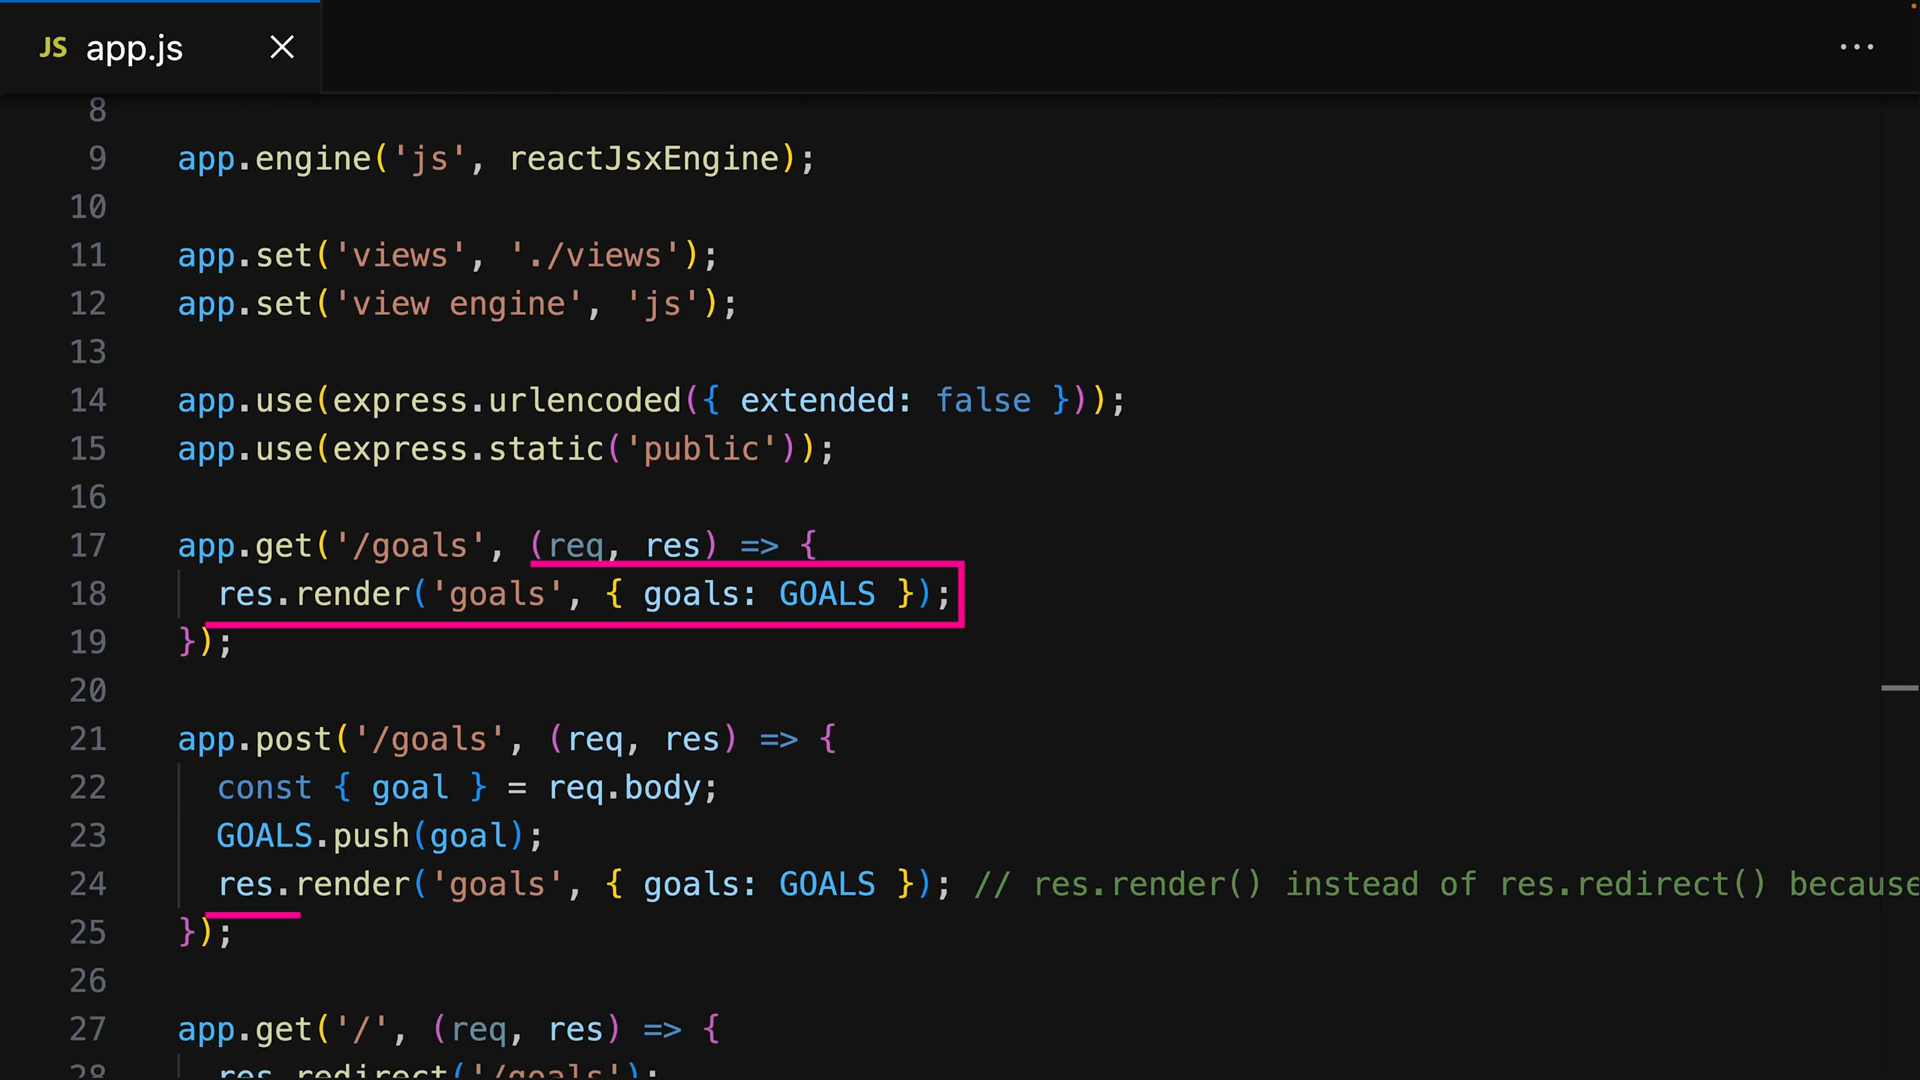 JS app.js
8
9 app.engine('js', reactJsxEngine);
10
11 app.set('views', './views');
12 app.set('view engine', 'js');
13
14 app.use(express.urlencoded({ extended: false }));
15 app.use(express.static('public'));
16
17 app.get('/goals', (req, res) => {
18 res.render('goals', { goals: GOALS });
19 });
20
21 app.post('/goals', (req, res) => {
22 const { goal } = req.body;
23 GOALS.push(goal);
24 res.render('goals', { goals: GOALS }); // res.render() instead of res.redirect() because
25 });
26
27 app.get('/', (req, res) => {
28 res.redirect('/goals');